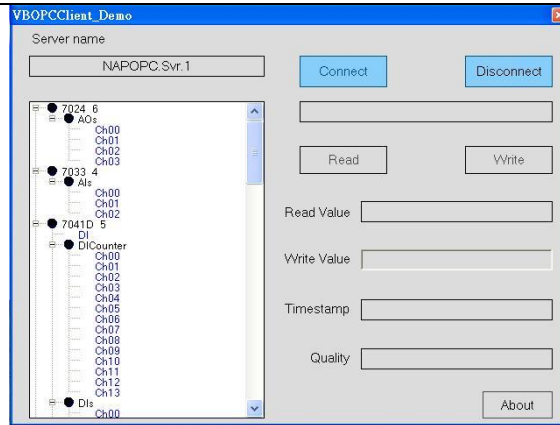 VBOPCClient_Demo
Server name
NAPOPC.Svr.1
Connect
Disconnect
7024 6
AOs
Ch00
Ch01
Ch02
Ch03
7033 4
AIs
Ch00
Ch01
Ch02
7041D 5
DI
DICounter
Ch00
Ch01
Ch02
Ch03
Ch04
Ch05
Ch06
Ch07
Ch08
Ch09
Ch10
Ch11
Ch12
Ch13
DIs
Ch00
Read
Write
Read Value
Write Value
Timestamp
Quality
About